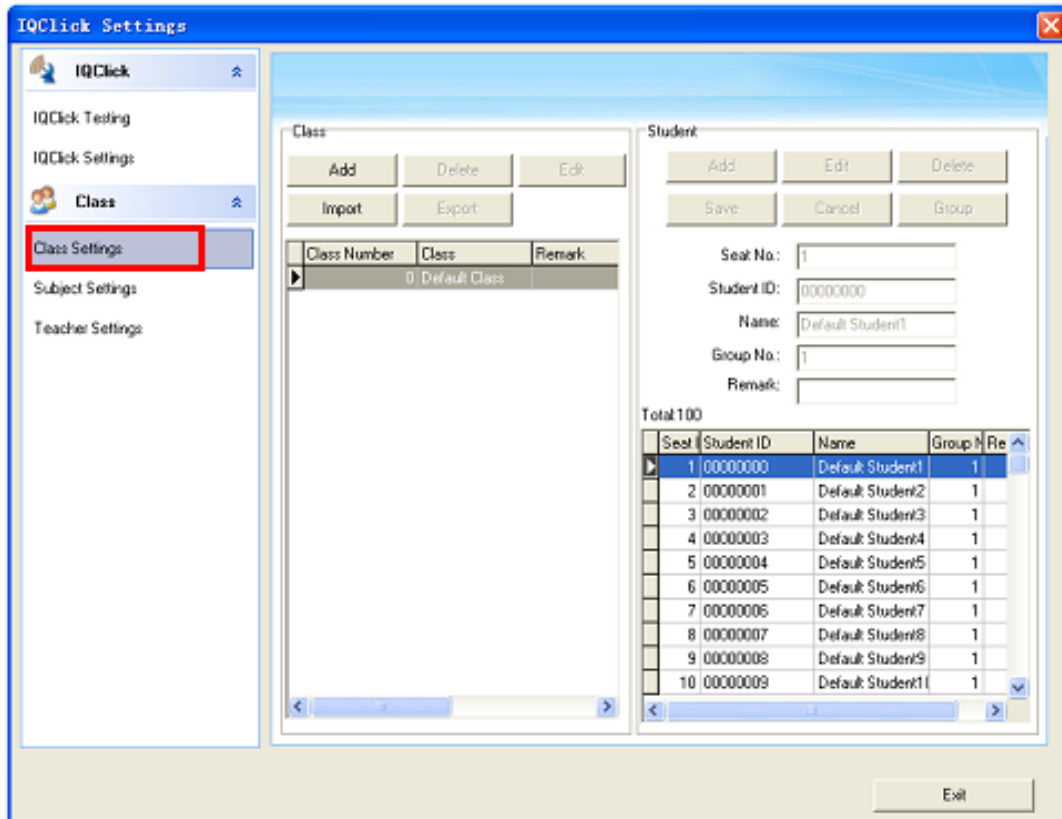 IQClick Settings
IQClick
IQClick Testing
IQClick Settings
Class
Class Settings
Subject Settings
Teacher Settings
Class
Add Delete Edit
Import Export
Class Number Class Remark
0 Default Class
Student
Add Edit Delete
Save Cancel Group
Seat No.: 1
Student ID: 00000000
Name: Default Student1
Group No.: 1
Remark:
Total:100
Seat Student ID Name Group N Re
1 00000000 Default Student1 1
2 00000001 Default Student2 1
3 00000002 Default Student3 1
4 00000003 Default Student4 1
5 00000004 Default Student5 1
6 00000005 Default Student6 1
7 00000006 Default Student7 1
8 00000007 Default Student8 1
9 00000008 Default Student9 1
10 00000009 Default Student1 1
Exit